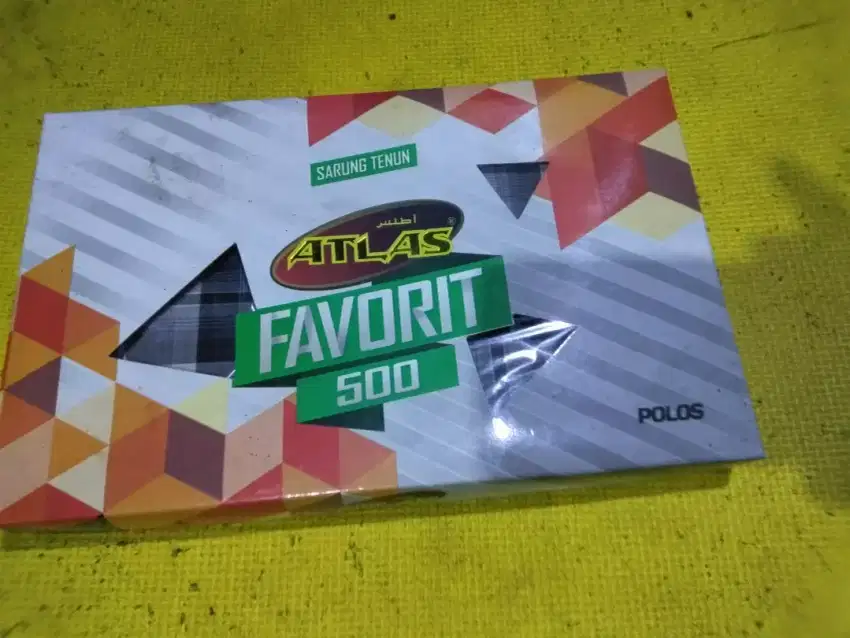 SARUNG TENUN
أطلس
ATLAS®
FAVORIT
500
POLOS